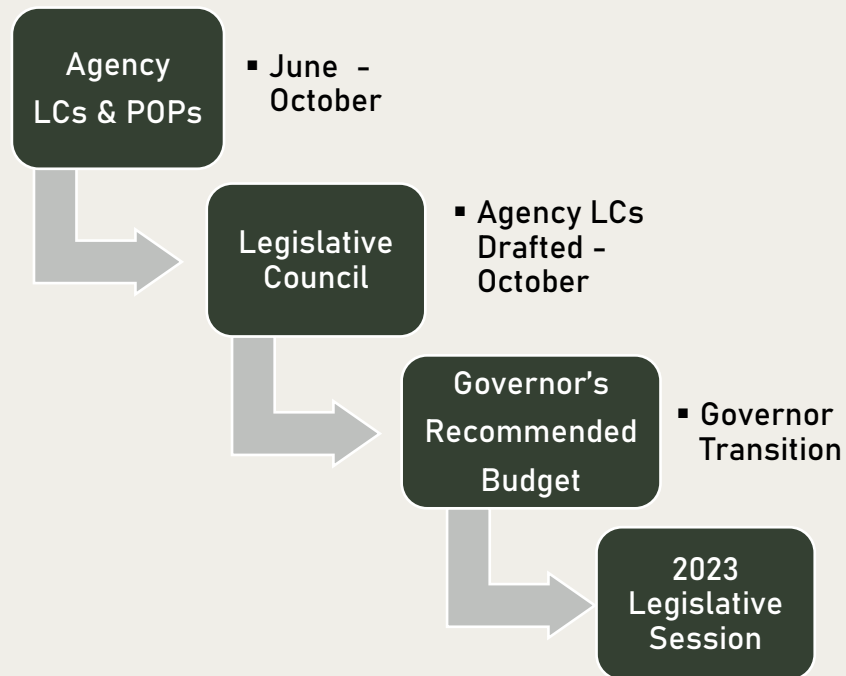 Agency
LCs & POPs
▪ June -
October
Legislative
Council
▪ Agency LCs
Drafted -
October
Governor's
Recommended
Budget
▪ Governor
Transition
2023
Legislative
Session